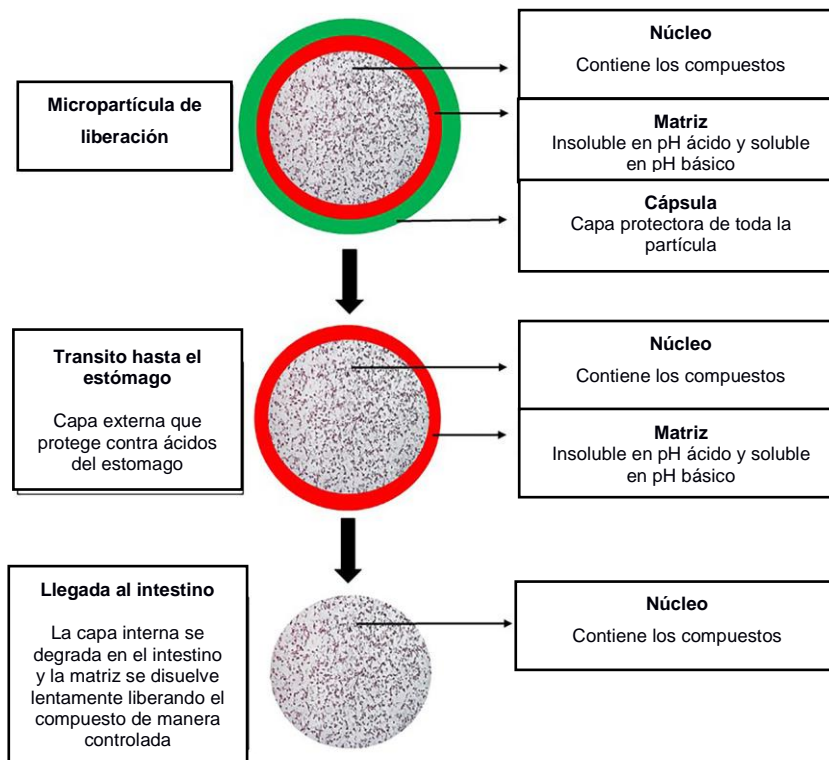 Micropartícula de
liberación
Núcleo
Contiene los compuestos
Matriz
Insoluble en pH ácido y soluble
en pH básico
Cápsula
Capa protectora de toda la
partícula
Transito hasta el
estómago
Capa externa que
protege contra ácidos
del estomago
Núcleo
Contiene los compuestos
Matriz
Insoluble en pH ácido y soluble
en pH básico
Llegada al intestino
La capa interna se
degrada en el intestino
y la matriz se disuelve
lentamente liberando el
compuesto de manera
controlada
Núcleo
Contiene los compuestos